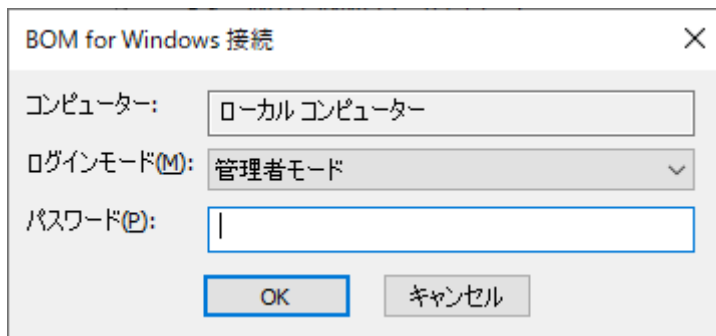 BOM for Windows 接続
コンピューター: ローカル コンピューター
ログインモード(M): 管理者モード
パスワード(P):
OK キャンセル